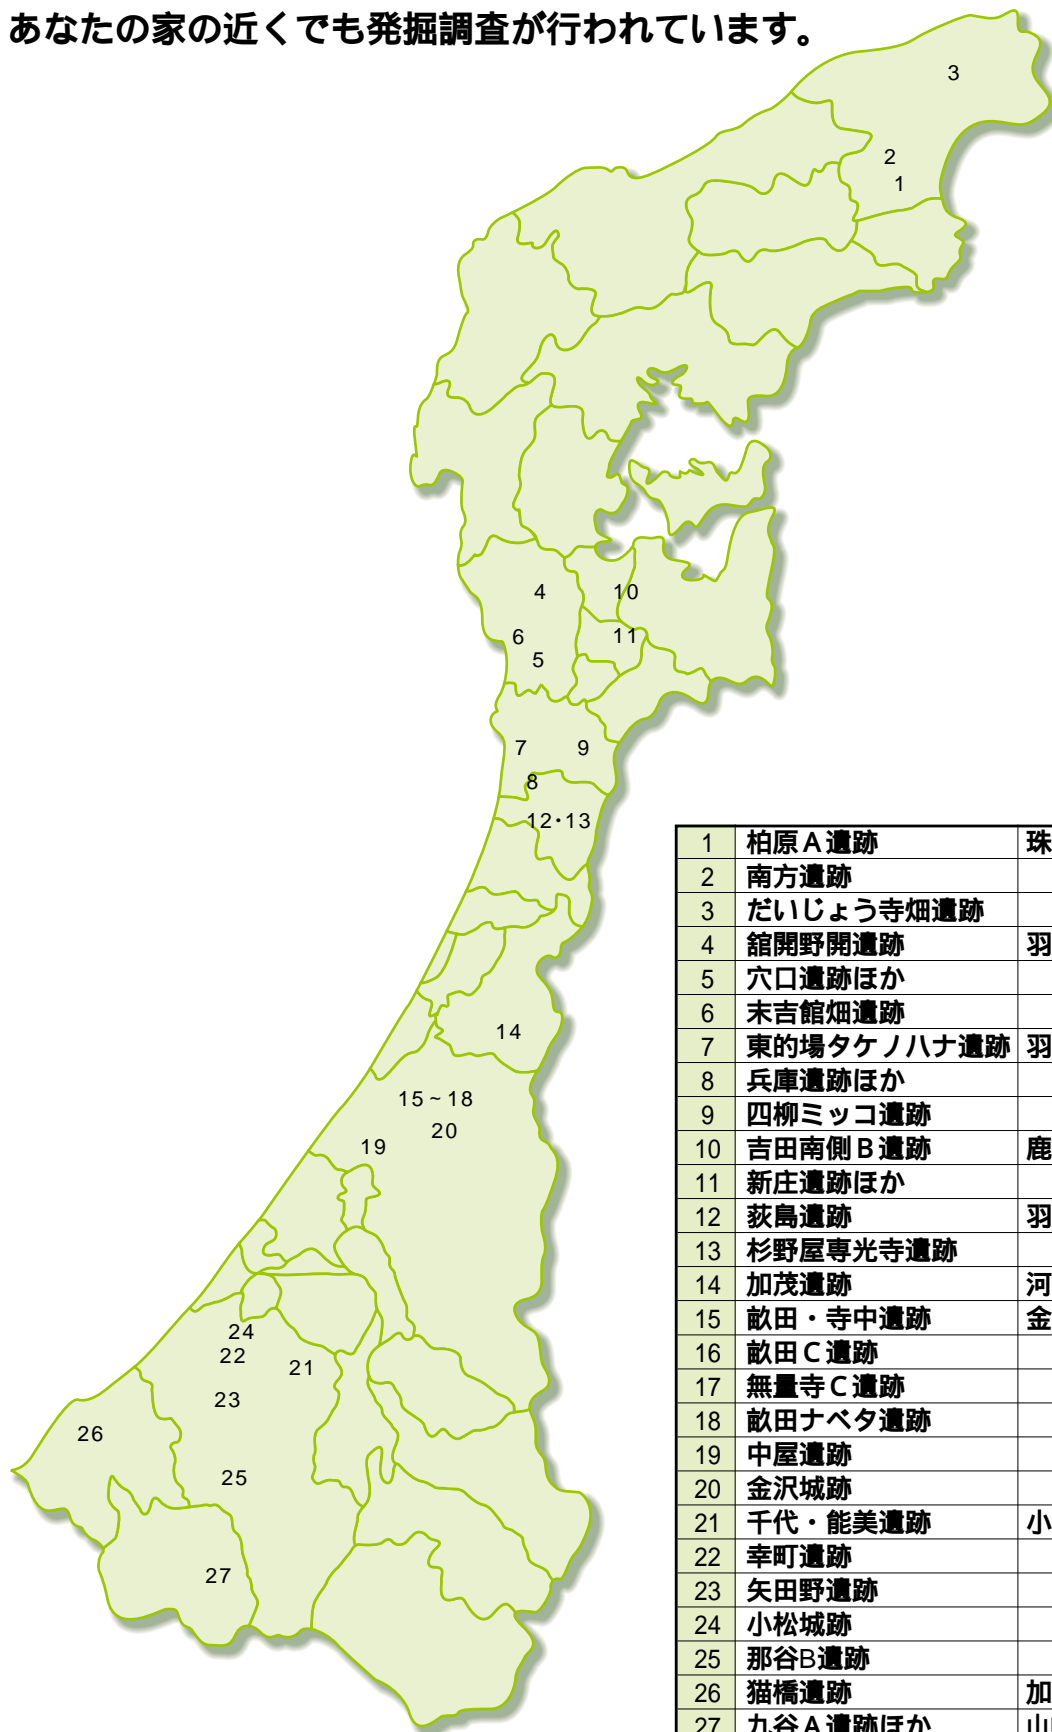 あなたの家の近くでも発掘調査が行われています。
3
2
1
4
10
6
11
5
7
9
8
12・13
14
15~18
20
19
24
22
21
23
26
25
27
1 柏原A遺跡 珠
2 南方遺跡
3 だいじょう寺畑遺跡
4 舘開野開遺跡 羽
5 穴口遺跡ほか
6 末吉館畑遺跡
7 東的場タケノハナ遺跡 羽
8 兵庫遺跡ほか
9 四柳ミッコ遺跡
10 吉田南側B遺跡 鹿
11 新庄遺跡ほか
12 荻島遺跡 羽
13 杉野屋専光寺遺跡
14 加茂遺跡 河
15 畝田・寺中遺跡 金
16 畝田C遺跡
17 無量寺C遺跡
18 畝田ナベタ遺跡
19 中屋遺跡
20 金沢城跡
21 千代・能美遺跡 小
22 幸町遺跡
23 矢田野遺跡
24 小松城跡
25 那谷B遺跡
26 猫橋遺跡 加
27 九谷A遺跡ほか 山